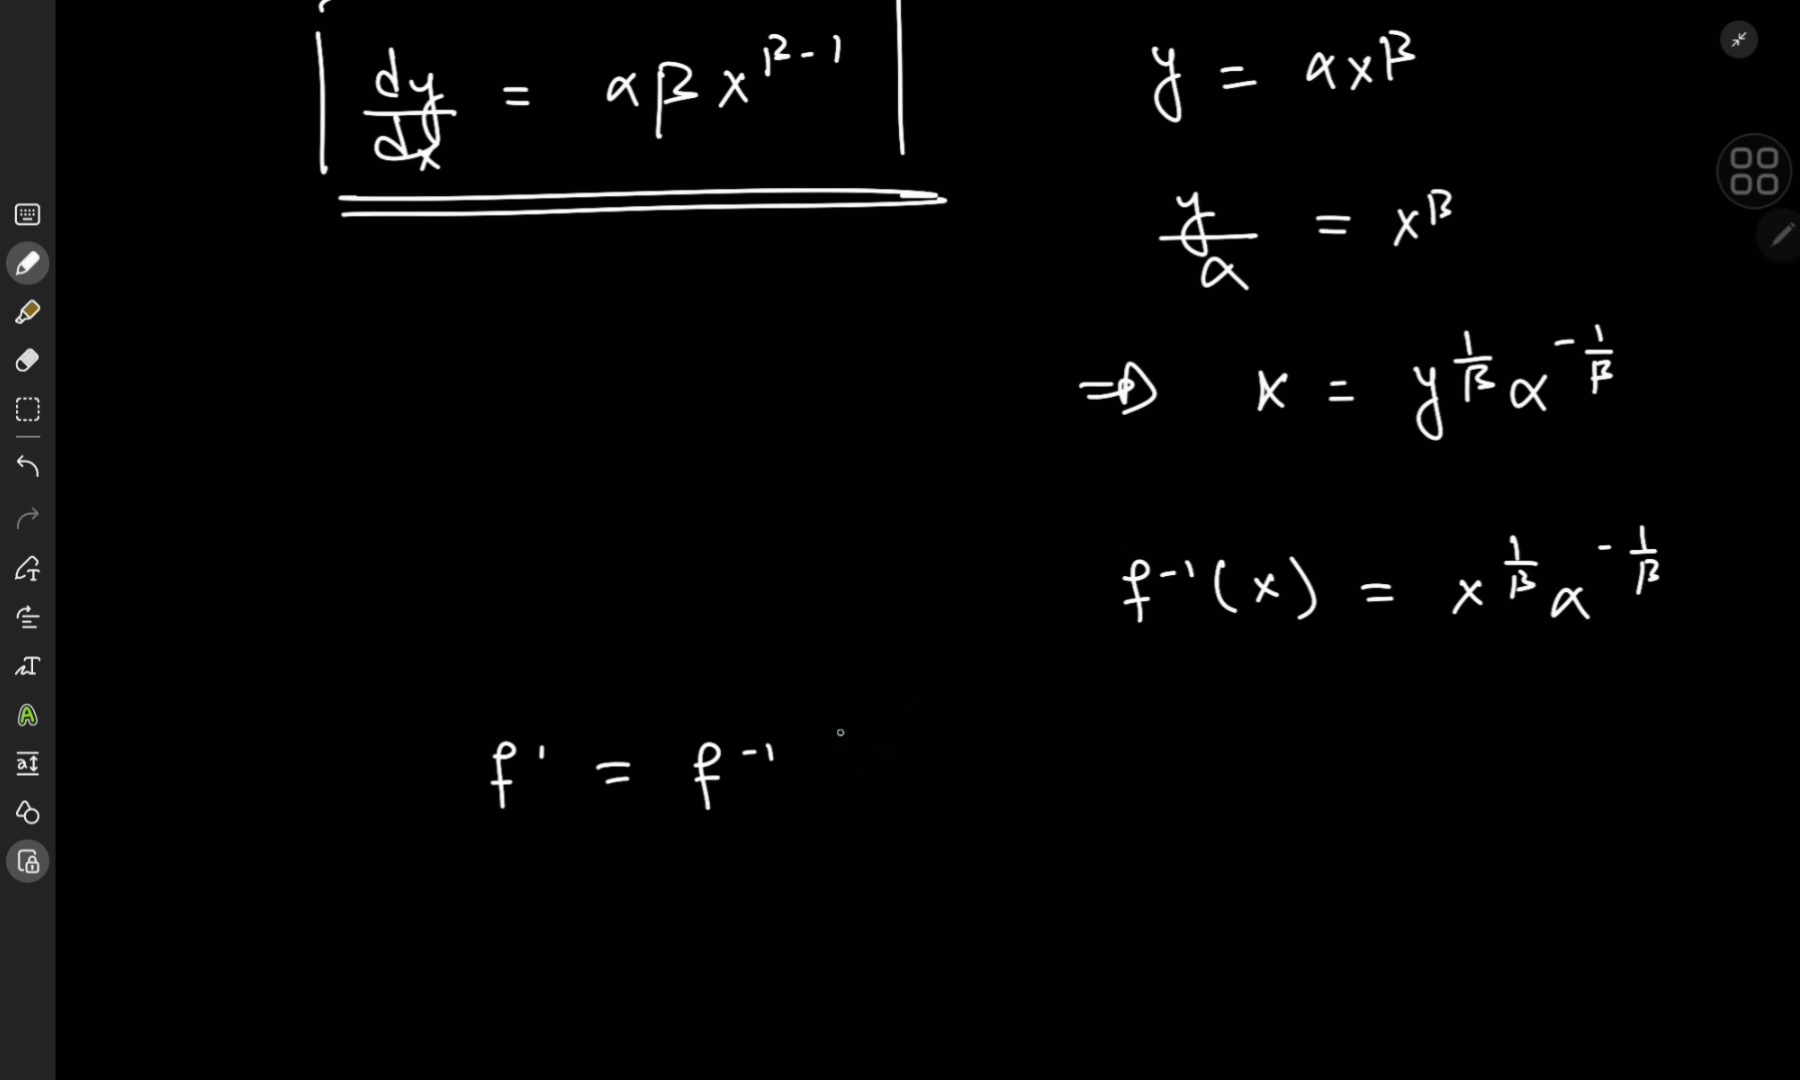 dy/dx = αβx^(β-1)
y = αx^β
y/α = x^β
⇒ x = y^(1/β) α^(-1/β)
f^(-1)(x) = x^(1/β) α^(-1/β)
f' = f^(-1)